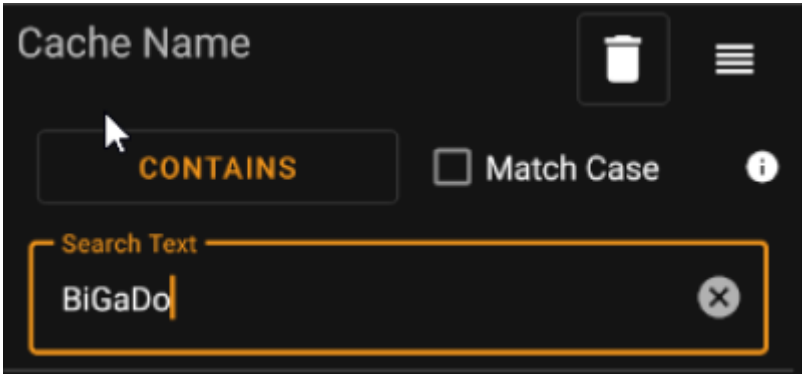 Cache Name
CONTAINS
Match Case
Search Text
BiGaDo